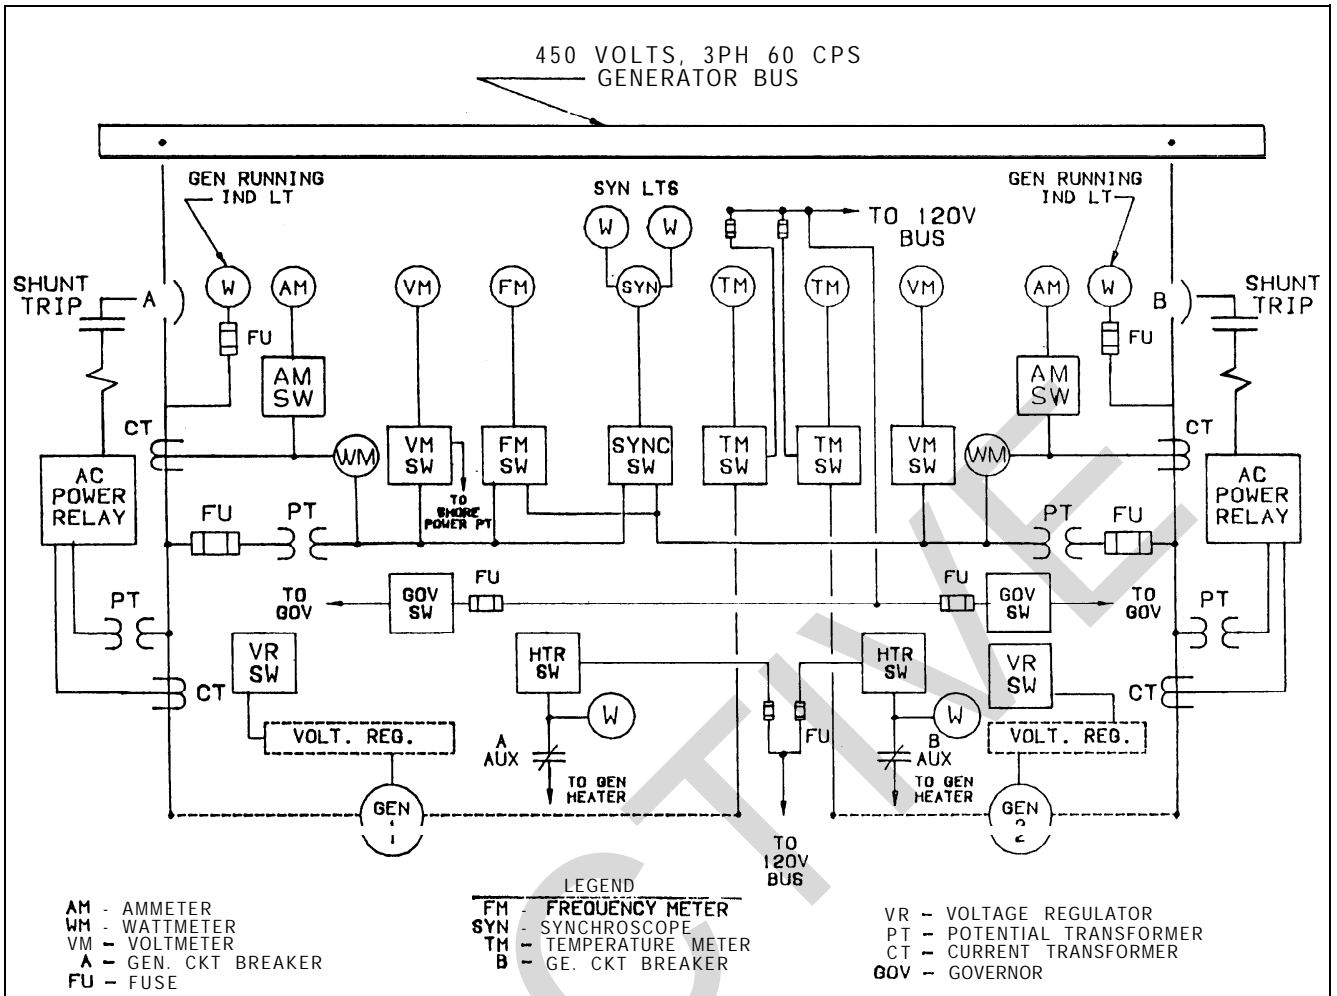 450 VOLTS, 3PH 60 CPS
GENERATOR BUS
GEN RUNNING
IND LT
SYN LTS
GEN RUNNING
IND LT
TO 120V
BUS
W
W
SHUNT
TRIP
A
W
AM
VM
FM
SYN
TM
TM
VM
AM
W
B
SHUNT
TRIP
FU
FU
AM
SW
AM
SW
CT
CT
WM
VM
SW
FM
SW
SYNC
SW
TM
SW
TM
SW
VM
SW
WM
AC
POWER
RELAY
AC
POWER
RELAY
TO
SHORE
POWER PT
FU
PT
PT
FU
TO
GOV
GOV
SW
FU
FU
GOV
SW
TO
GOV
PT
PT
VR
SW
HTR
SW
HTR
SW
VR
SW
CT
CT
W
W
VOLT. REG.
A
AUX
FU
B
AUX
VOLT. REG.
TO GEN
HEATER
TO GEN
HEATER
GEN
1
GEN
2
TO
120V
BUS
LEGEND
AM - AMMETER
WM - WATTMETER
VM - VOLTMETER
A - GEN. CKT BREAKER
FU - FUSE
FM - FREQUENCY METER
SYN - SYNCHROSCOPE
TM - TEMPERATURE METER
B - GE. CKT BREAKER
VR - VOLTAGE REGULATOR
PT - POTENTIAL TRANSFORMER
CT - CURRENT TRANSFORMER
GOV - GOVERNOR
CTIVE